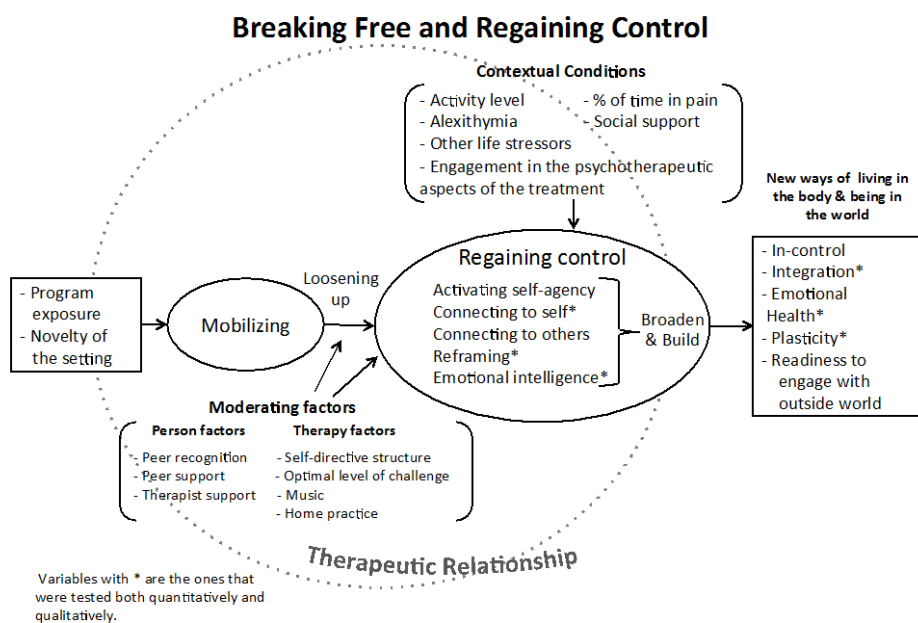 Breaking Free and Regaining Control
Contextual Conditions
- Activity level
- % of time in pain
- Alexithymia
- Social support
- Other life stressors
- Engagement in the psychotherapeutic
aspects of the treatment
New ways of living in
the body & being in
the world
- Program
exposure
- Novelty of
the setting
Mobilizing
Loosening
up
Regaining control
Activating self-agency
Connecting to self*
Connecting to others
Reframing*
Emotional intelligence*
Broaden
& Build
- In-control
- Integration*
- Emotional
Health*
- Plasticity*
- Readiness to
engage with
outside world
Moderating factors
Person factors
- Peer recognition
- Peer support
- Therapist support
Therapy factors
- Self-directive structure
- Optimal level of challenge
- Music
- Home practice
Therapeutic Relationship
Variables with * are the ones that
were tested both quantitatively and
qualitatively.